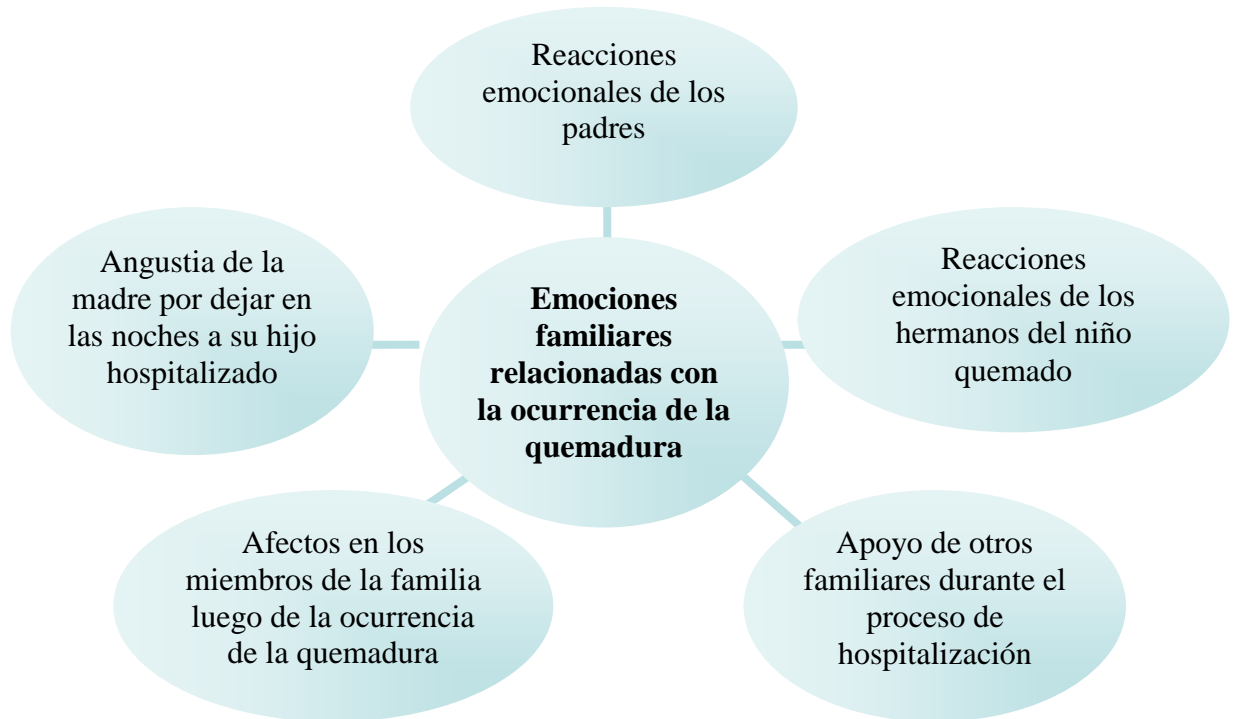 Reacciones
emocionales de los
padres
Angustia de la
madre por dejar en
las noches a su hijo
hospitalizado
Emociones
familiares
relacionadas con
la ocurrencia de la
quemadura
Reacciones
emocionales de los
hermanos del niño
quemado
Afectos en los
miembros de la familia
luego de la ocurrencia
de la quemadura
Apoyo de otros
familiares durante el
proceso de
hospitalización